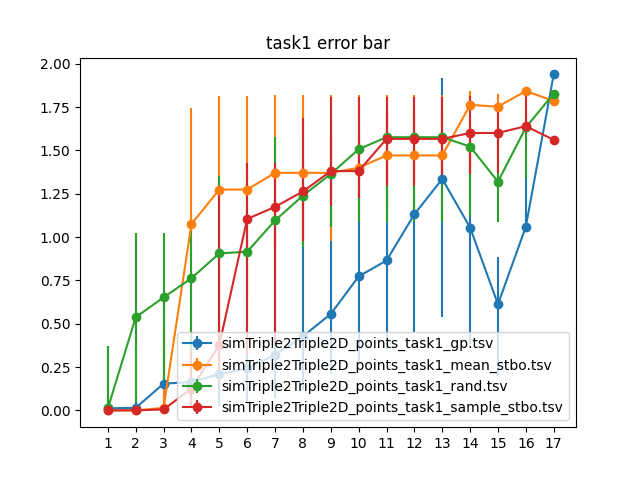 task1 error bar
2.00
1.75
1.50
1.25
1.00
0.75
0.50
0.25
0.00
simTriple2Triple2D_points_task1_gp.tsv
simTriple2Triple2D_points_task1_mean_stbo.tsv
simTriple2Triple2D_points_task1_rand.tsv
simTriple2Triple2D_points_task1_sample_stbo.tsv
1 2 3 4 5 6 7 8 9 10 11 12 13 14 15 16 17